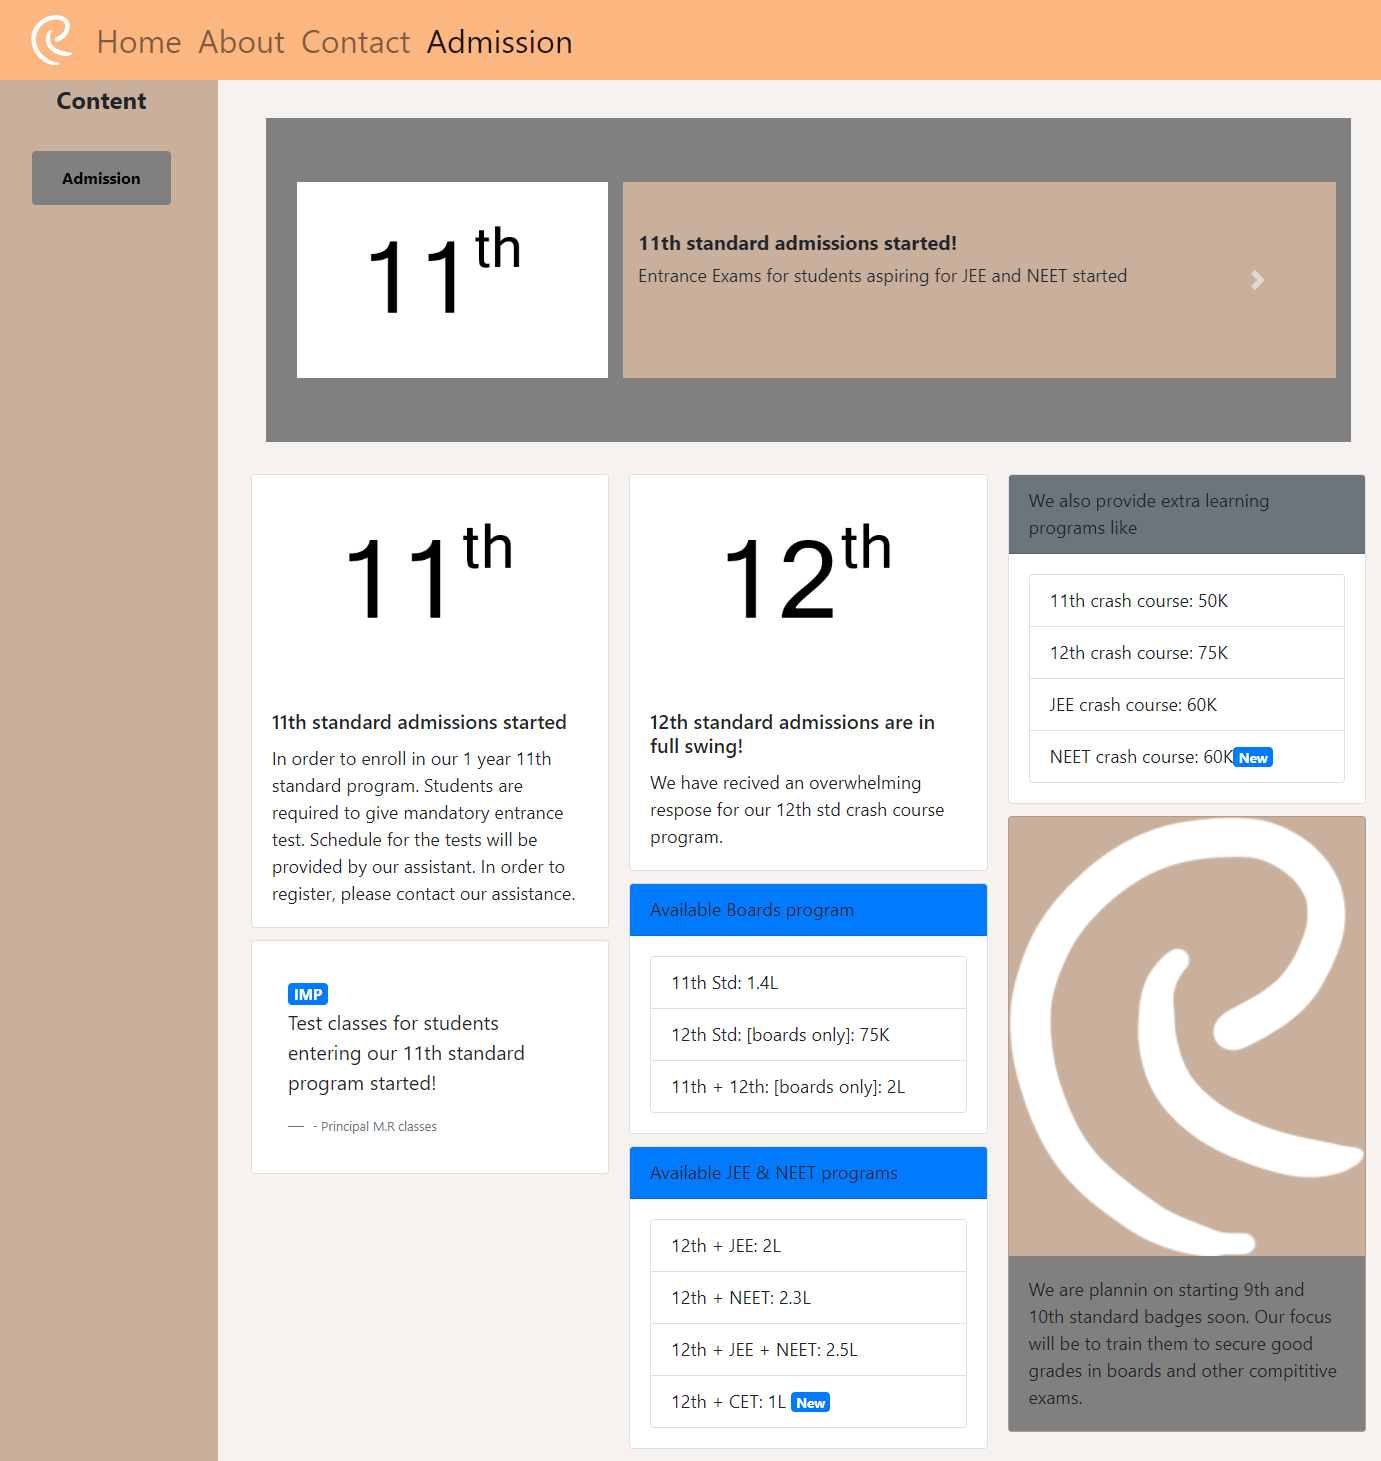 Home About Contact Admission
Content
Admission
11th
11th standard admissions started!
Entrance Exams for students aspiring for JEE and NEET started
11th
11th standard admissions started
In order to enroll in our 1 year 11th
standard program. Students are
required to give mandatory entrance
test. Schedule for the tests will be
provided by our assistant. In order to
register, please contact our assistance.
IMP
Test classes for students
entering our 11th standard
program started!
— - Principal M.R classes
12th
12th standard admissions are in
full swing!
We have recived an overwhelming
respose for our 12th std crash course
program.
Available Boards program
11th Std: 1.4L
12th Std: [boards only]: 75K
11th + 12th: [boards only]: 2L
Available JEE & NEET programs
12th + JEE: 2L
12th + NEET: 2.3L
12th + JEE + NEET: 2.5L
12th + CET: 1L New
We also provide extra learning
programs like
11th crash course: 50K
12th crash course: 75K
JEE crash course: 60K
NEET crash course: 60K New
We are plannin on starting 9th and
10th standard badges soon. Our focus
will be to train them to secure good
grades in boards and other compititive
exams.